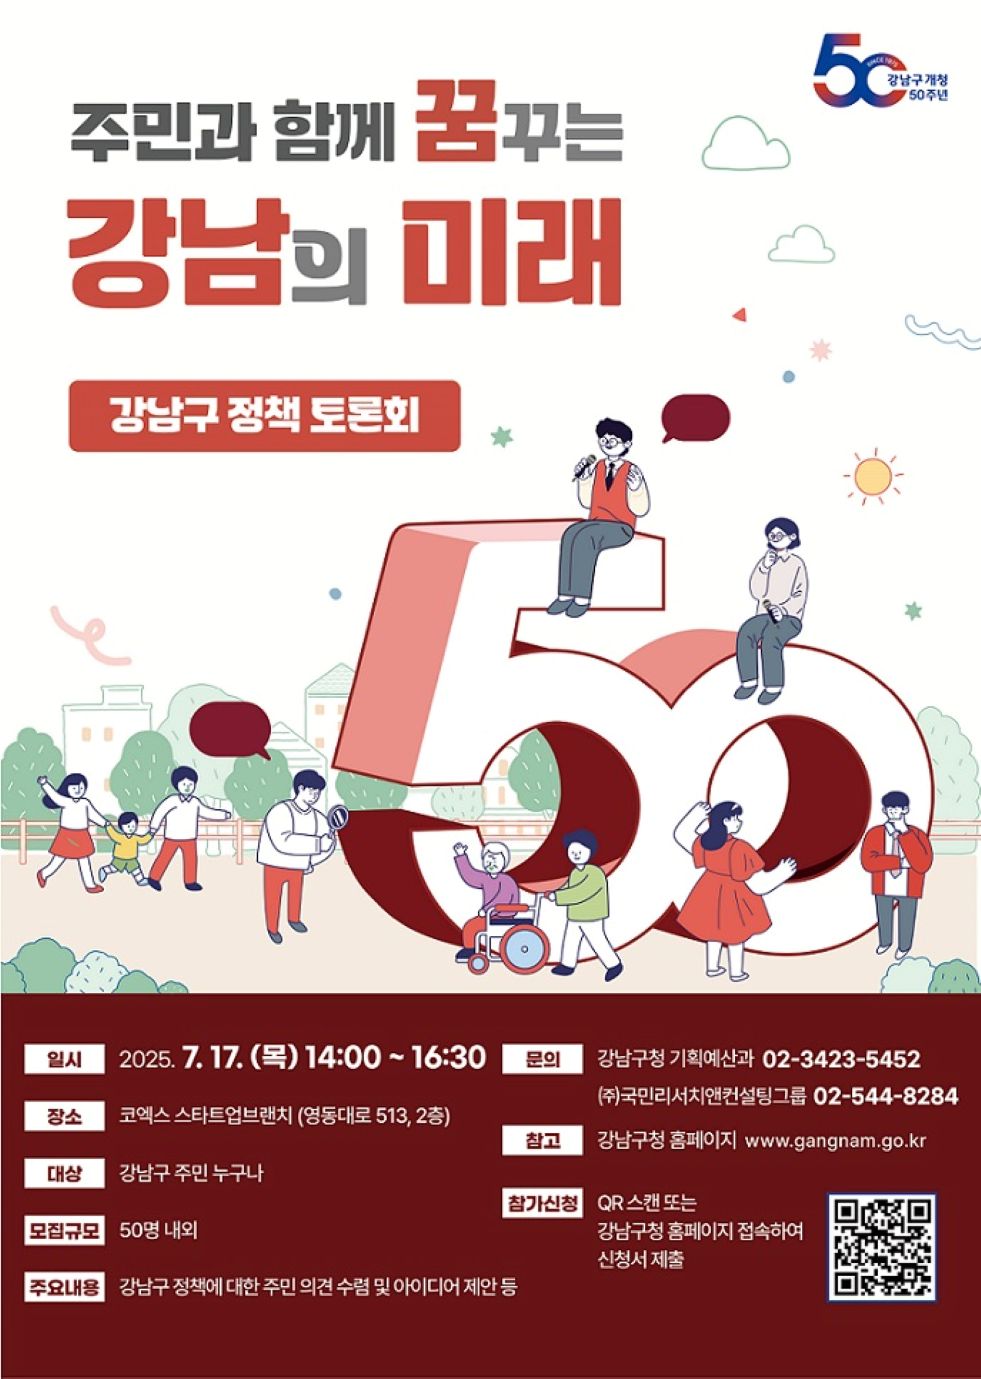 50
SINCE 1975
강남구개청
50주년
주민과 함께 꿈꾸는
강남의 미래
강남구 정책 토론회
50
일시 2025. 7. 17. (목) 14:00 ~ 16:30
장소 코엑스 스타트업브랜치 (영동대로 513, 2층)
대상 강남구 주민 누구나
모집규모 50명 내외
주요내용 강남구 정책에 대한 주민 의견 수렴 및 아이디어 제안 등
문의 강남구청 기획예산과 02-3423-5452
(주)국민리서치앤컨설팅그룹 02-544-8284
참고 강남구청 홈페이지 www.gangnam.go.kr
참가신청 QR 스캔 또는
강남구청 홈페이지 접속하여
신청서 제출